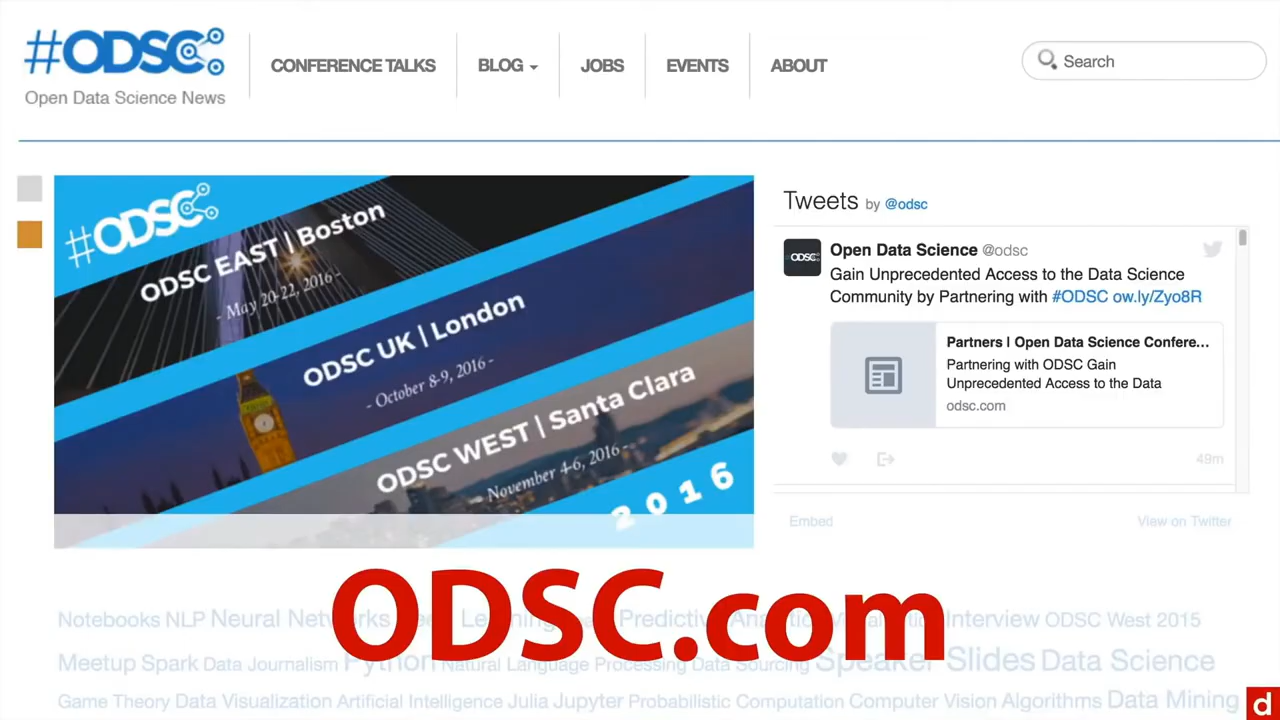 #ODSC
Open Data Science News
CONFERENCE TALKS
BLOG
JOBS
EVENTS
ABOUT
Search
#ODSC
ODSC EAST | Boston
- May 20-22, 2016 -
ODSC UK | London
- October 8-9, 2016 -
ODSC WEST | Santa Clara
- November 4-6, 2016 -
2016
Tweets by @odsc
ODSC
Open Data Science @odsc
Gain Unprecedented Access to the Data Science
Community by Partnering with #ODSC ow.ly/Zyo8R
Partners | Open Data Science Confere...
Partnering with ODSC Gain
Unprecedented Access to the Data
odsc.com
49m
Embed
View on Twitter
ODSC.com
Notebooks NLP Neural Networks Learning Predictive Interview ODSC West 2015
Meetup Spark Data Journalism Python Natural Language Processing Data Sourcing Speaker Slides Data Science
Game Theory Data Visualization Artificial Intelligence Julia Jupyter Probabilistic Computation Computer Vision Algorithms Data Mining
d